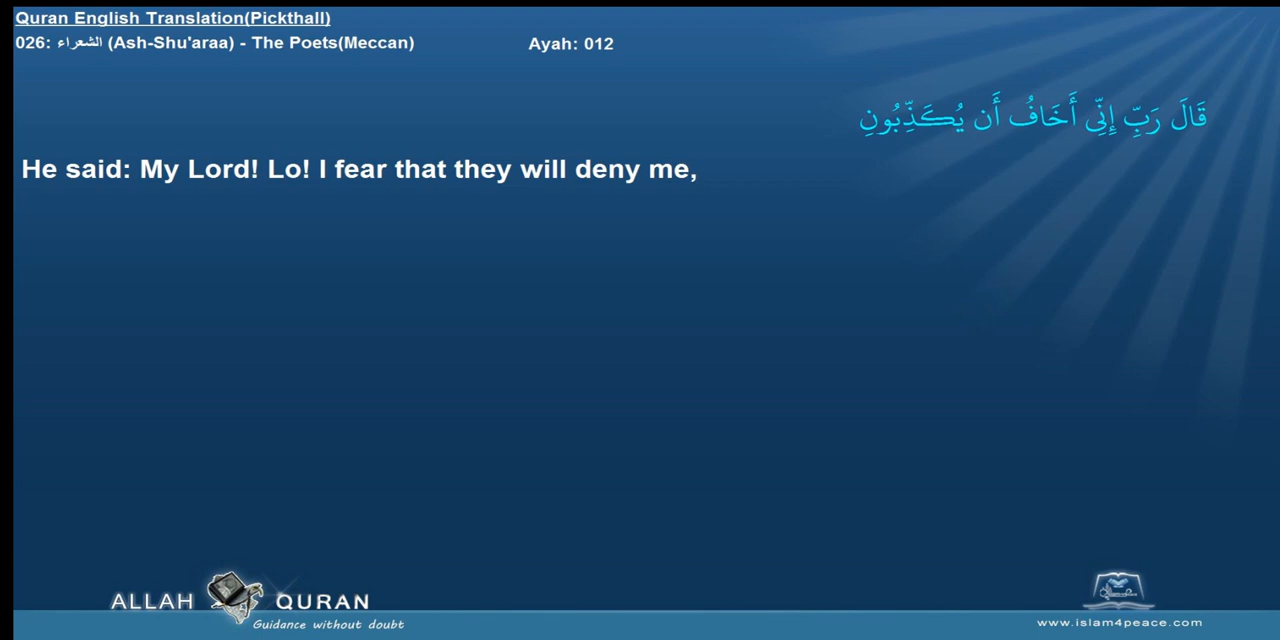 Quran English Translation(Pickthall)
026: الشعراء (Ash-Shu'araa) - The Poets(Meccan) Ayah: 012
قَالَ رَبِّ إِنِّي أَخَافُ أَن يُكَذِّبُونِ
He said: My Lord! Lo! I fear that they will deny me,
ALLAH QURAN
Guidance without doubt
www.islam4peace.com